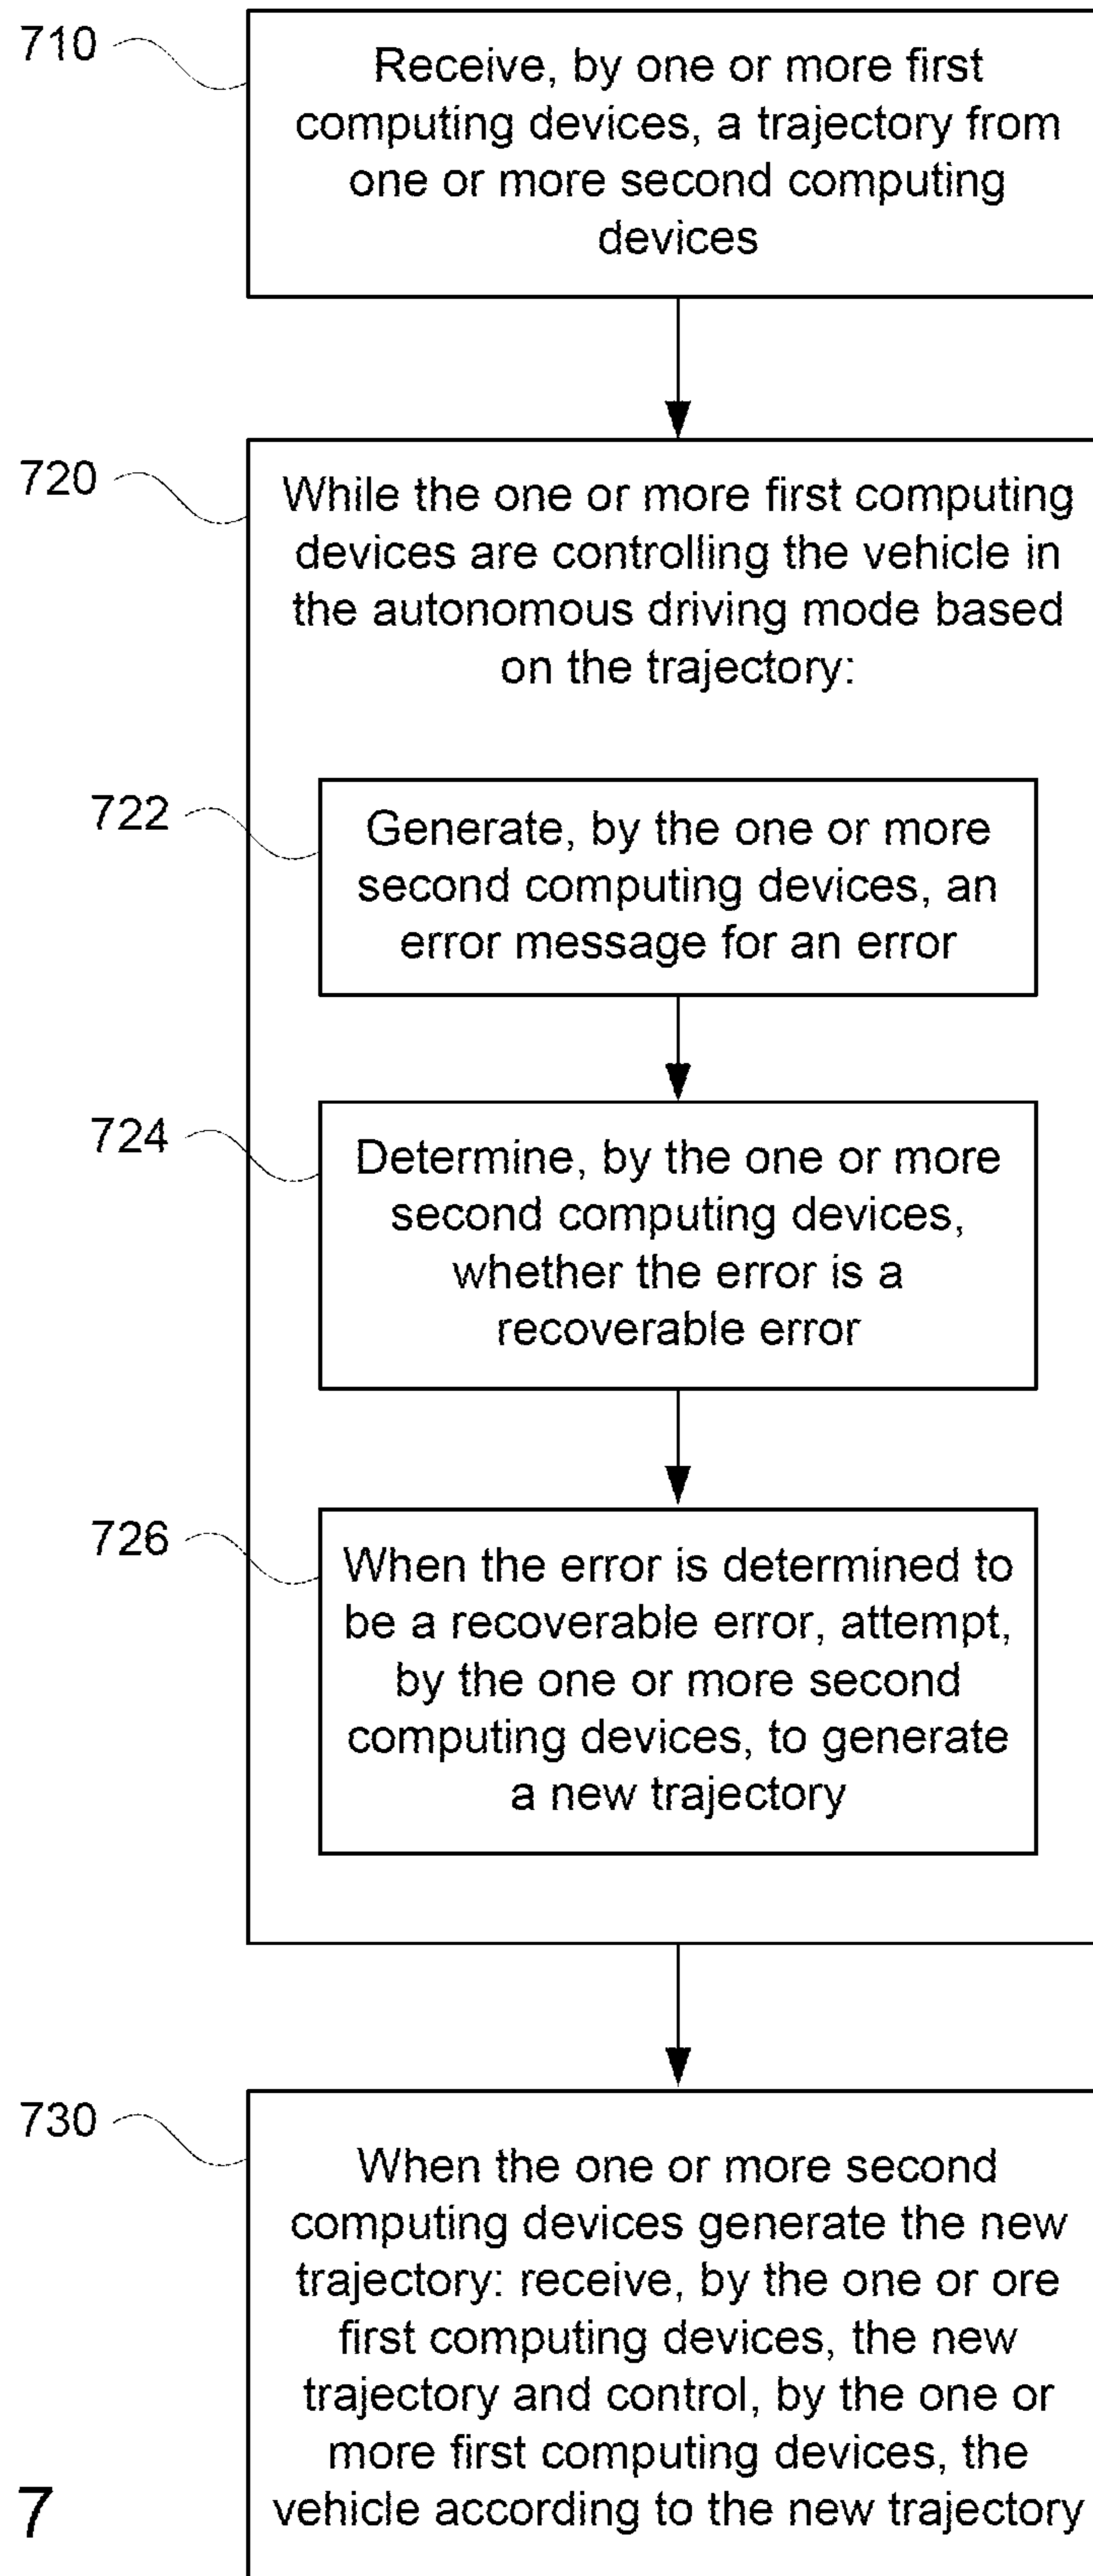 710
Receive, by one or more first
computing devices, a trajectory from
one or more second computing
devices
720
While the one or more first computing
devices are controlling the vehicle in
the autonomous driving mode based
on the trajectory:
722
Generate, by the one or more
second computing devices, an
error message for an error
724
Determine, by the one or more
second computing devices,
whether the error is a
recoverable error
726
When the error is determined to
be a recoverable error, attempt,
by the one or more second
computing devices, to generate
a new trajectory
730
When the one or more second
computing devices generate the new
trajectory: receive, by the one or ore
first computing devices, the new
trajectory and control, by the one or
more first computing devices, the
vehicle according to the new trajectory
7